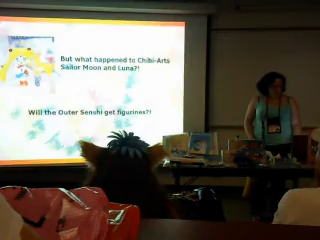 But what happened to Chibi-Arts
Sailor Moon and Luna?!
Will the Outer Senshi get figurines?!